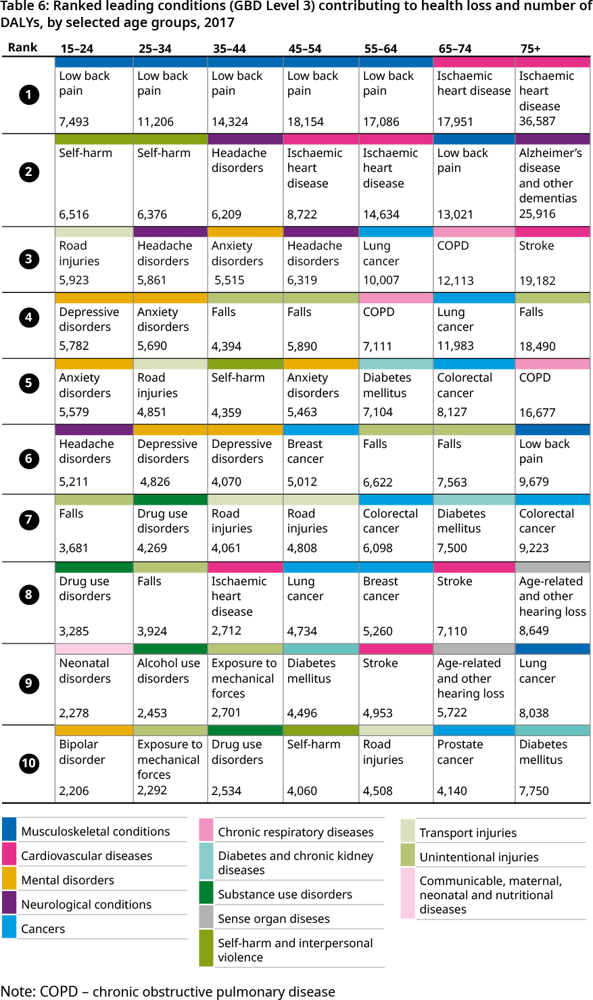 Table 6: Ranked leading conditions (GBD Level 3) contributing to health loss and number of
DALYs, by selected age groups, 2017
Rank 15–24 25–34 35–44 45–54 55–64 65–74 75+
1
Low back Low back Low back Low back Low back Ischaemic Ischaemic
pain pain pain pain pain heart disease heart
disease
7,493 11,206 14,324 18,154 17,086 17,951 36,587
2
Self-harm Self-harm Headache Ischaemic Ischaemic Low back Alzheimer’s
disorders heart heart pain disease
disease disease and other
dementias
6,516 6,376 6,209 8,722 14,634 13,021 25,916
3
Road Headache Anxiety Headache Lung COPD Stroke
injuries disorders disorders disorders cancer
5,923 5,861 5,515 6,319 10,007 12,113 19,182
4
Depressive Anxiety Falls Falls COPD Lung Falls
disorders disorders cancer
5,782 5,690 4,394 5,890 7,111 11,983 18,490
5
Anxiety Road Self-harm Anxiety Diabetes Colorectal COPD
disorders injuries disorders mellitus cancer
5,579 4,851 4,359 5,463 7,104 8,127 16,677
6
Headache Depressive Depressive Breast Falls Falls Low back
disorders disorders disorders cancer pain
5,211 4,826 4,070 5,012 6,622 7,563 9,679
7
Falls Drug use Road Road Colorectal Diabetes Colorectal
disorders injuries injuries cancer mellitus cancer
3,681 4,269 4,061 4,808 6,098 7,500 9,223
8
Drug use Falls Ischaemic Lung Breast Stroke Age-related
disorders heart cancer cancer and other
disease hearing loss
3,285 3,924 2,712 4,734 5,260 7,110 8,649
9
Neonatal Alcohol use Exposure to Diabetes Stroke Age-related Lung
disorders disorders mechanical mellitus and other cancer
forces hearing loss
2,278 2,453 2,701 4,496 4,953 5,722 8,038
10
Bipolar Exposure to Drug use Self-harm Road Prostate Diabetes
disorder mechanical disorders injuries cancer mellitus
forces
2,206 2,292 2,534 4,060 4,508 4,140 7,750
Musculoskeletal conditions
Cardiovascular diseases
Mental disorders
Neurological conditions
Cancers
Chronic respiratory diseases
Diabetes and chronic kidney
diseases
Substance use disorders
Sense organ diseses
Self-harm and interpersonal
violence
Transport injuries
Unintentional injuries
Communicable, maternal,
neonatal and nutritional
diseases
Note: COPD – chronic obstructive pulmonary disease